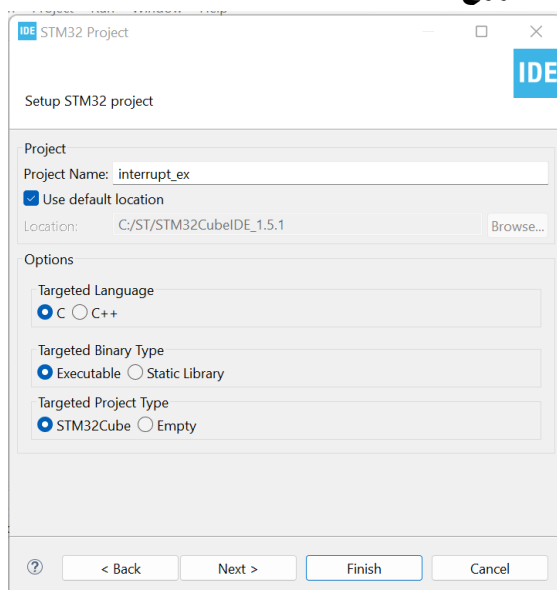 IDE STM32 Project
IDE
Setup STM32 project
Project
Project Name: interrupt_ex
Use default location
Location: C:/ST/STM32CubeIDE_1.5.1 Browse...
Options
Targeted Language
C C++
Targeted Binary Type
Executable Static Library
Targeted Project Type
STM32Cube Empty
? < Back Next > Finish Cancel